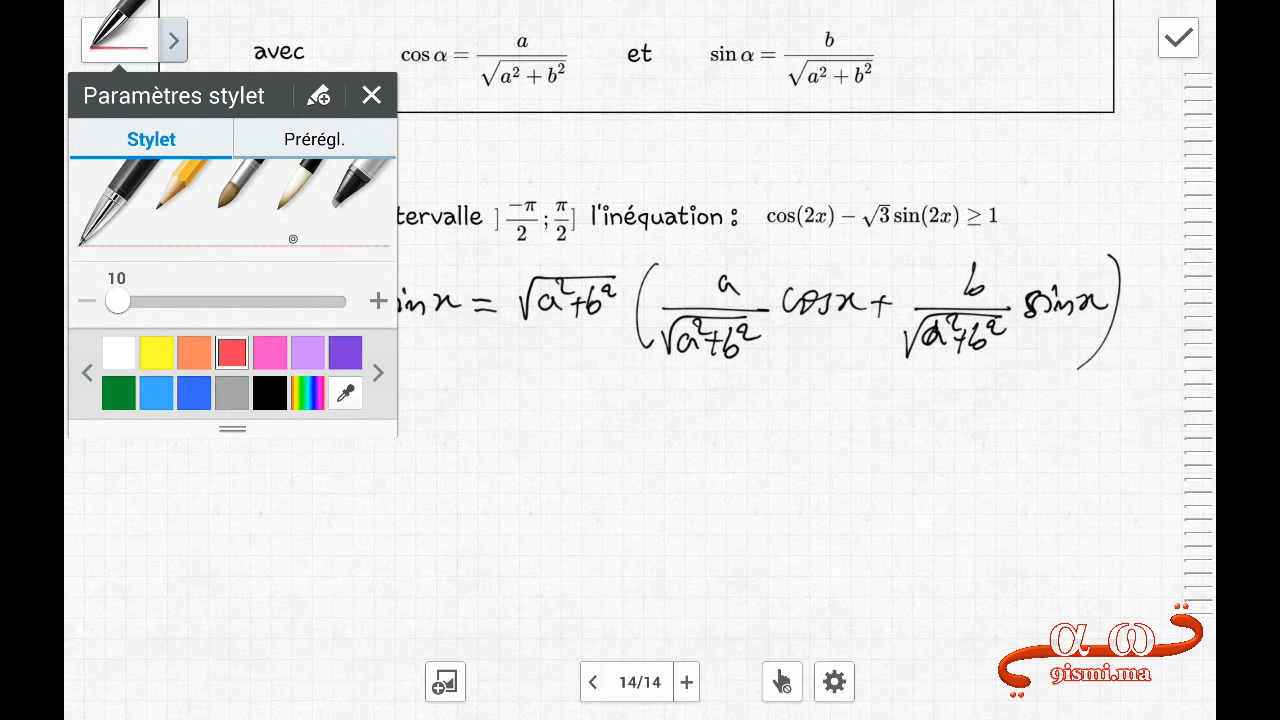 avec cos α = a / √(a² + b²) et sin α = b / √(a² + b²)
Paramètres stylet
Stylet Prérégl.
tervalle ] −π/2 ; π/2 ] l'inéquation : cos(2x) − √3 sin(2x) ≥ 1
10
in x = √(a²+b²) ( a / √(a²+b²) cos x + b / √(a²+b²) sin x )
α ω
gismi.ma
14/14